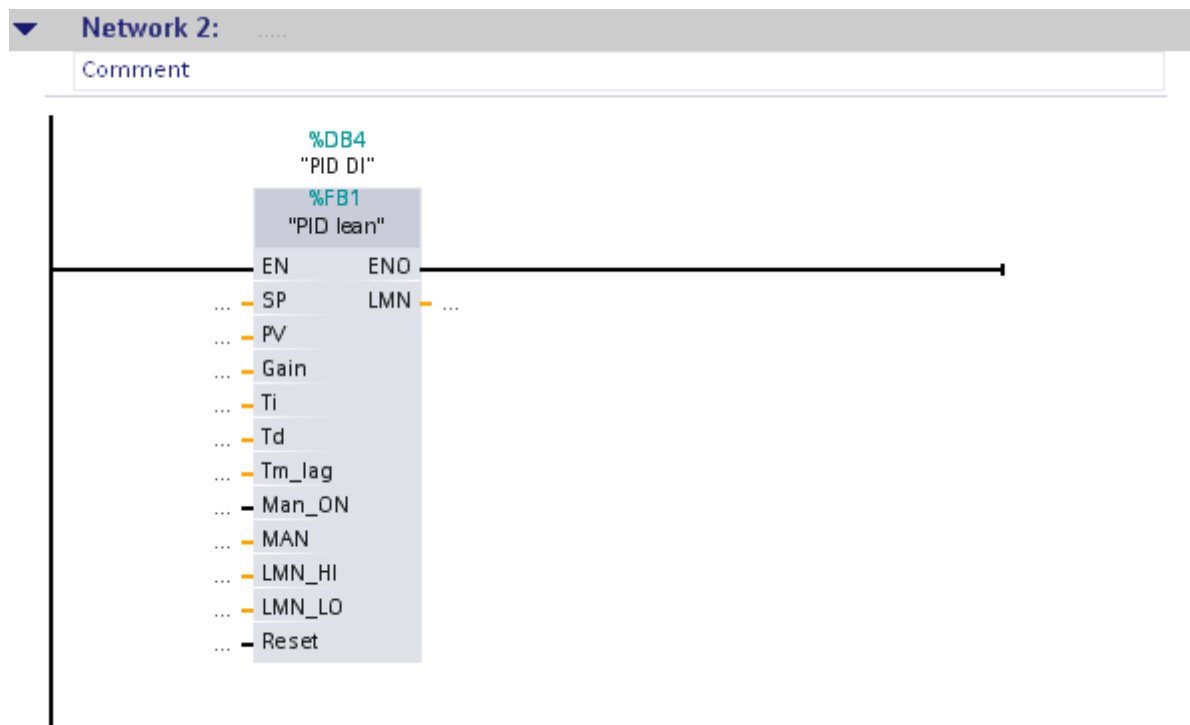 Network 2: .....
Comment
%DB4
"PID DI"
%FB1
"PID lean"
EN ENO
... SP LMN ...
... PV
... Gain
... Ti
... Td
... Tm_lag
... Man_ON
... MAN
... LMN_HI
... LMN_LO
... Reset